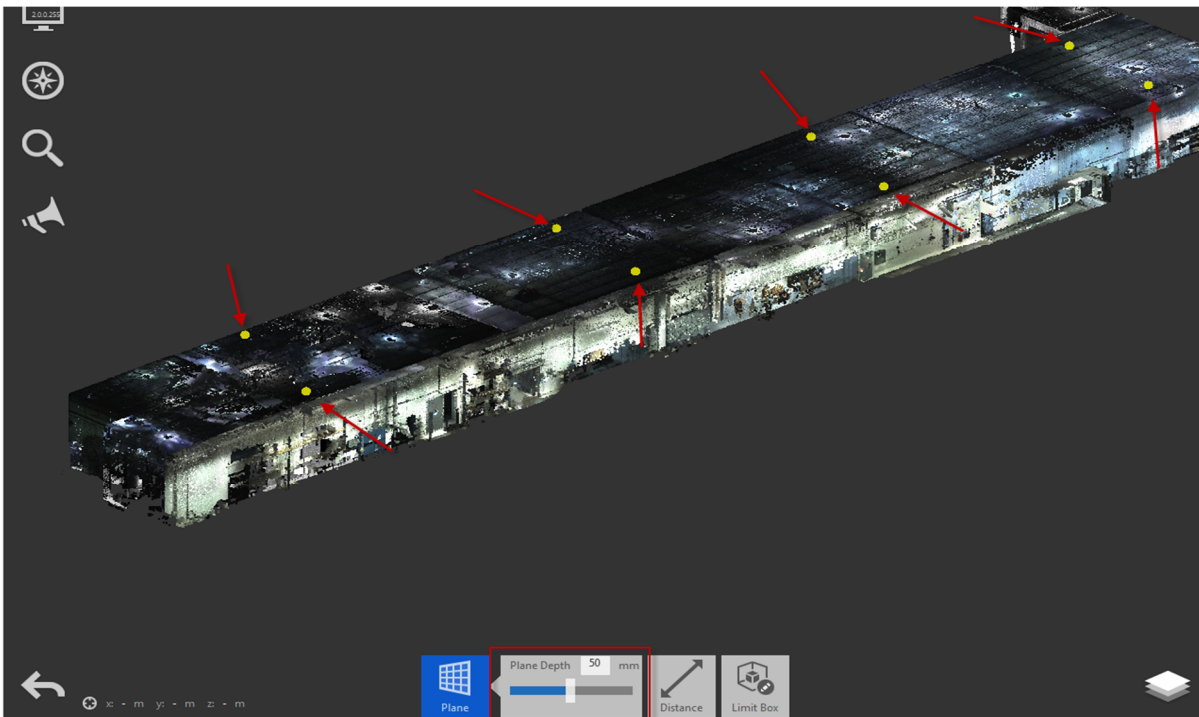 2.0.0.255
Plane Depth 50 mm
Plane
Distance
Limit Box
x: - m y: - m z: - m